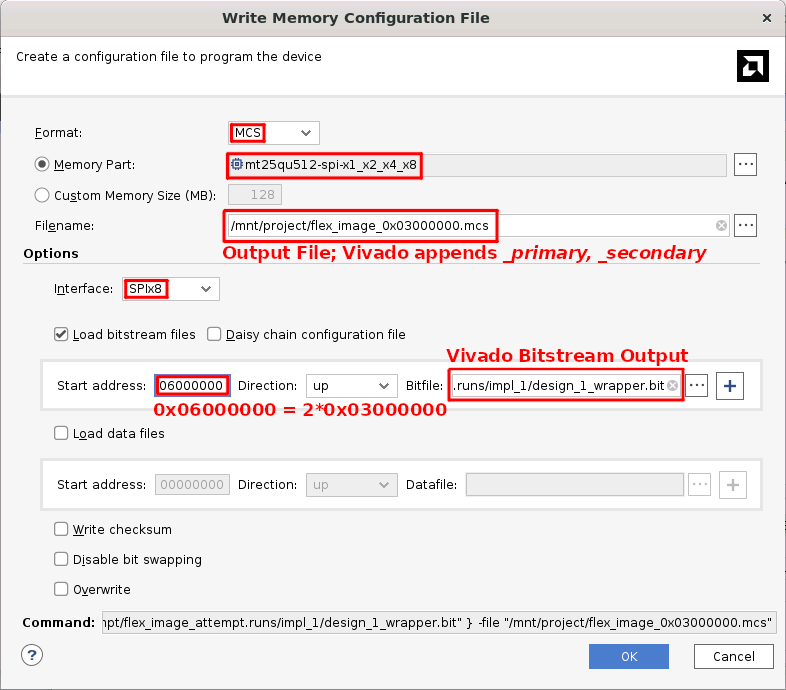 Write Memory Configuration File
Create a configuration file to program the device
Format: MCS
Memory Part: mt25qu512-spi-x1_x2_x4_x8 ...
Custom Memory Size (MB): 128
Filename: /mnt/project/flex_image_0x03000000.mcs ...
Output File; Vivado appends _primary, _secondary
Options
Interface: SPIx8
Load bitstream files Daisy chain configuration file
Vivado Bitstream Output
Start address: 06000000 Direction: up Bitfile: .runs/impl_1/design_1_wrapper.bit ... +
0x06000000 = 2*0x03000000
Load data files
Start address: 00000000 Direction: up Datafile: ... +
Write checksum
Disable bit swapping
Overwrite
Command: npt/flex_image_attempt.runs/impl_1/design_1_wrapper.bit" } -file "/mnt/project/flex_image_0x03000000.mcs"
? OK Cancel